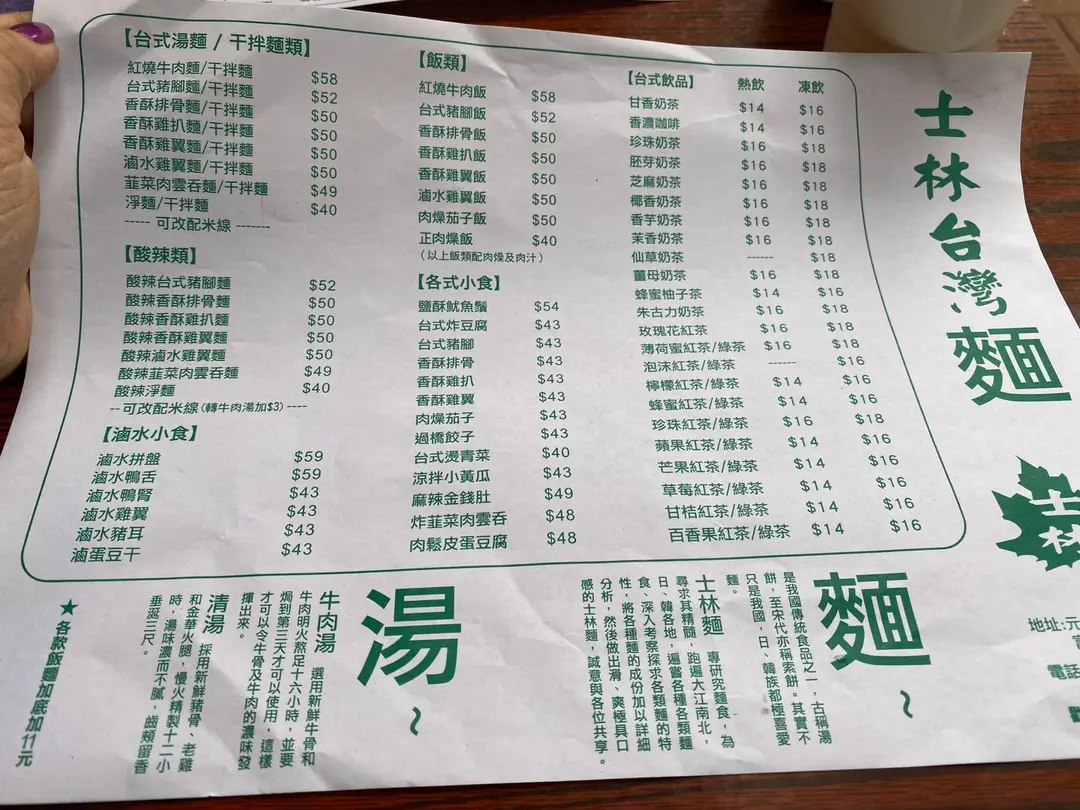 【台式湯麵 / 干拌麵類】
紅燒牛肉麵/干拌麵 $58
台式豬腳麵/干拌麵 $52
香酥排骨麵/干拌麵 $50
香酥雞扒麵/干拌麵 $50
香酥雞翼麵/干拌麵 $50
滷水雞翼麵/干拌麵 $50
韮菜肉雲吞麵/干拌麵 $49
淨麵/干拌麵 $40
----- 可改配米線 -------
【酸辣類】
酸辣台式豬腳麵 $52
酸辣香酥排骨麵 $50
酸辣香酥雞扒麵 $50
酸辣香酥雞翼麵 $50
酸辣滷水雞翼麵 $50
酸辣韮菜肉雲吞麵 $49
酸辣淨麵 $40
-- 可改配米線(轉牛肉湯加$3) ----
【滷水小食】
滷水拼盤 $59
滷水鴨舌 $59
滷水鴨腎 $43
滷水雞翼 $43
滷水豬耳 $43
滷蛋豆干 $43
【飯類】
紅燒牛肉飯 $58
台式豬腳飯 $52
香酥排骨飯 $50
香酥雞扒飯 $50
香酥雞翼飯 $50
滷水雞翼飯 $50
肉燥茄子飯 $50
正肉燥飯 $40
(以上飯類配肉燥及肉汁)
【各式小食】
鹽酥魷魚鬚 $54
台式炸豆腐 $43
台式豬腳 $43
香酥排骨 $43
香酥雞扒 $43
香酥雞翼 $43
肉燥茄子 $43
過橋餃子 $43
台式燙青菜 $40
涼拌小黃瓜 $43
麻辣金錢肚 $49
炸韮菜肉雲吞 $48
肉鬆皮蛋豆腐 $48
【台式飲品】 熱飲 凍飲
甘香奶茶 $14 $16
香濃咖啡 $14 $16
珍珠奶茶 $16 $18
胚芽奶茶 $16 $18
芝麻奶茶 $16 $18
椰香奶茶 $16 $18
香芋奶茶 $16 $18
茉香奶茶 $16 $18
仙草奶茶 ------ $18
薑母奶茶 $16 $18
蜂蜜柚子茶 $14 $16
朱古力奶茶 $16 $18
玫瑰花紅茶 $16 $18
薄荷蜜紅茶/綠茶 $16 $18
泡沫紅茶/綠茶 ------ $16
檸檬紅茶/綠茶 $14 $16
蜂蜜紅茶/綠茶 $14 $16
珍珠紅茶/綠茶 $16 $18
蘋果紅茶/綠茶 $14 $16
芒果紅茶/綠茶 $14 $16
草莓紅茶/綠茶 $14 $16
甘桔紅茶/綠茶 $14 $16
百香果紅茶/綠茶 $14 $16
士林台灣麵
士
林
地址:元
電話
麵~
是我國傳統食品之一，古稱湯
餅，至宋代亦稱索餅。其實不
只是我國，日、韓族都極喜愛
麵。
士林麵 專研究麵食，為
尋求其精髓，跑遍大江南北，
日、韓各地，遍嘗各種各類麵
食、深入考察探求各類麵的特
性，將各種麵的成份加以詳細
分析，然後做出滑、爽極具口
感的士林麵，誠意與各位共享。
湯~
牛肉湯 選用新鮮牛骨和
牛肉明火熬足十六小時，並要
焗到第三天才可以使用，這樣
才可以令牛骨及牛肉的濃味發
揮出來。
清湯 採用新鮮豬骨、老雞
和金華火腿，慢火精製十二小
時，湯味濃而不膩，齒頰留香
垂涎三尺。
★ 各款飯麵加底加11元